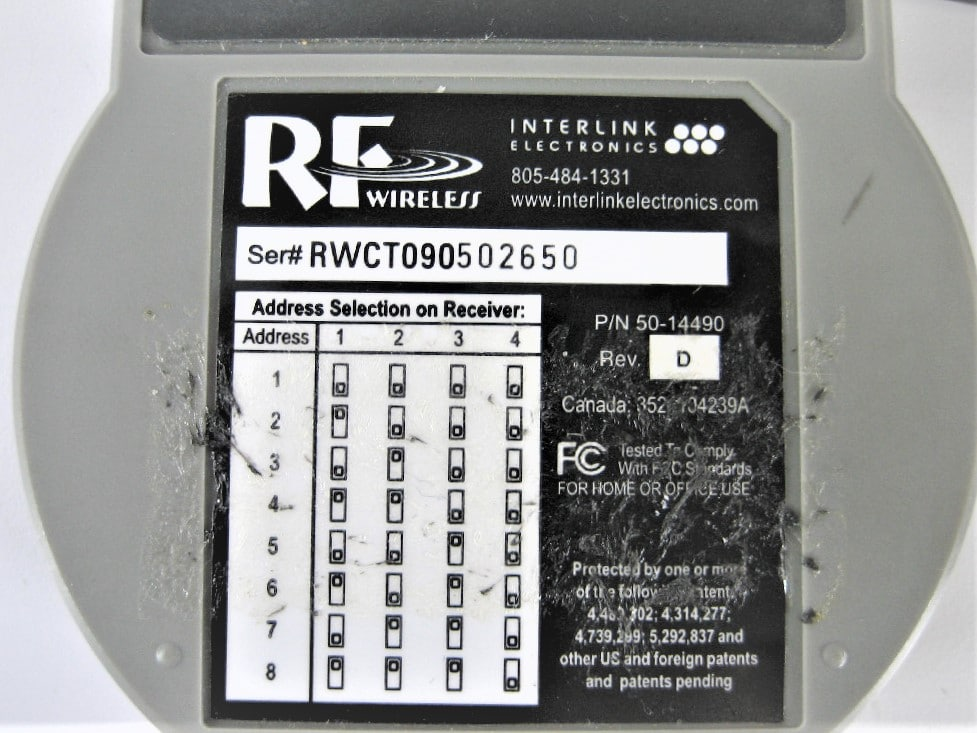 RF WIRELESS
INTERLINK
ELECTRONICS
805-484-1331
www.interlinkelectronics.com
Ser# RWCT090502650
Address Selection on Receiver:
Address 1 2 3 4
1
2
3
4
5
6
7
8
P/N 50-14490
Rev. D
Canada:
FC Tested To Comply
With FCC Standards
FOR HOME OR OFFICE USE
Protected by one or more
of the
4,314,277;
5,292,837 and
other US and foreign patents
and patents pending